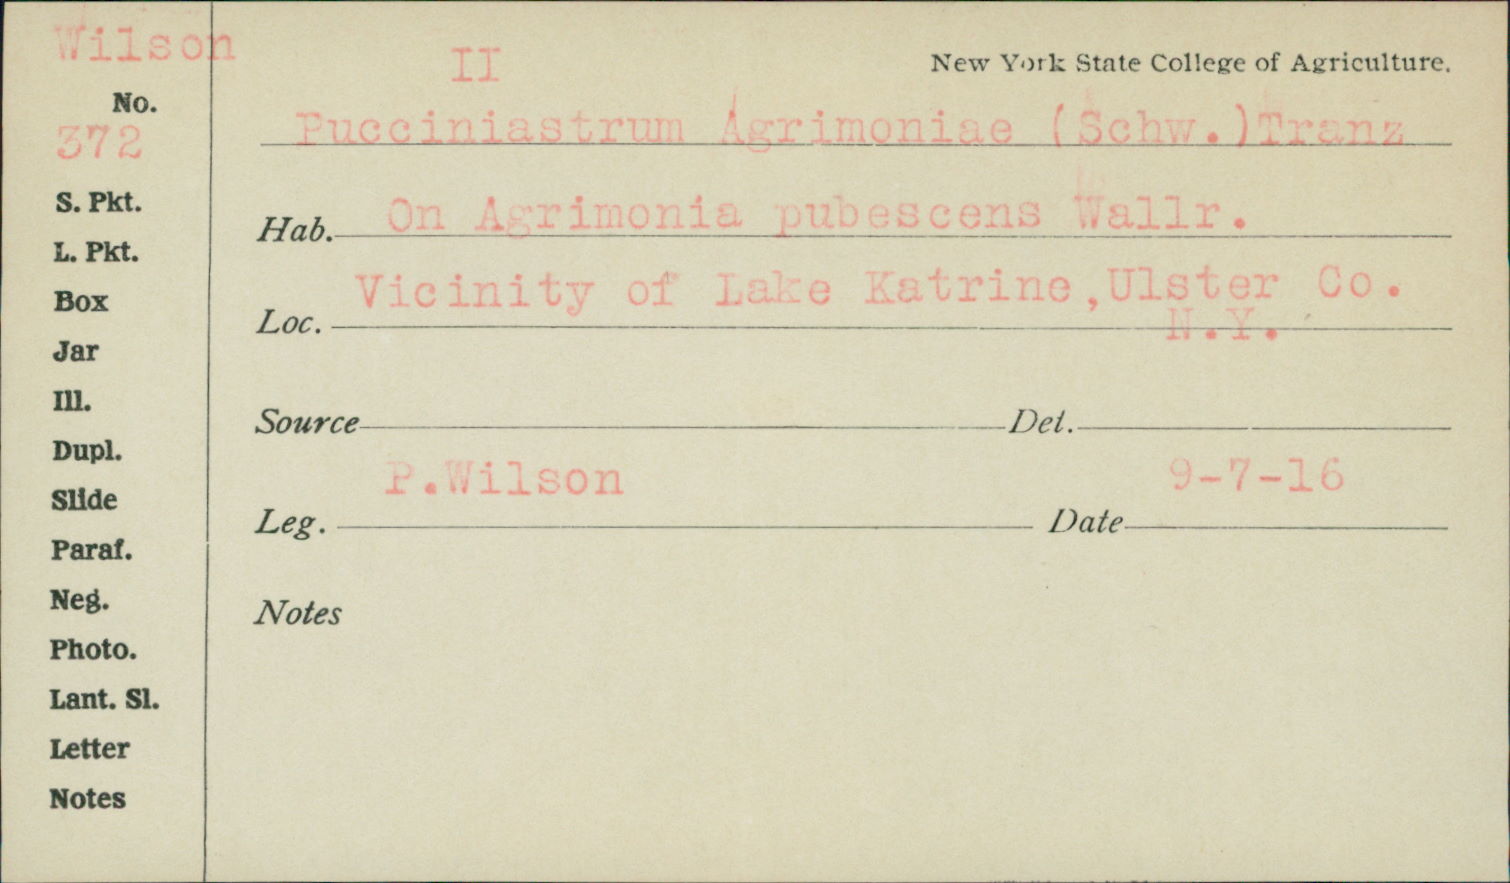 Wilson
II
New York State College of Agriculture.
No.
372
Pucciniastrum Agrimoniae (Schw.)Tranz
S. Pkt.
L. Pkt.
Box
Jar
Ill.
Dupl.
Slide
Paraf.
Neg.
Photo.
Lant. Sl.
Letter
Notes
Hab. On Agrimonia pubescens Wallr.
Loc. Vicinity of Lake Katrine,Ulster Co.
N.Y.
Source Det.
Leg. P.Wilson Date 9-7-16
Notes